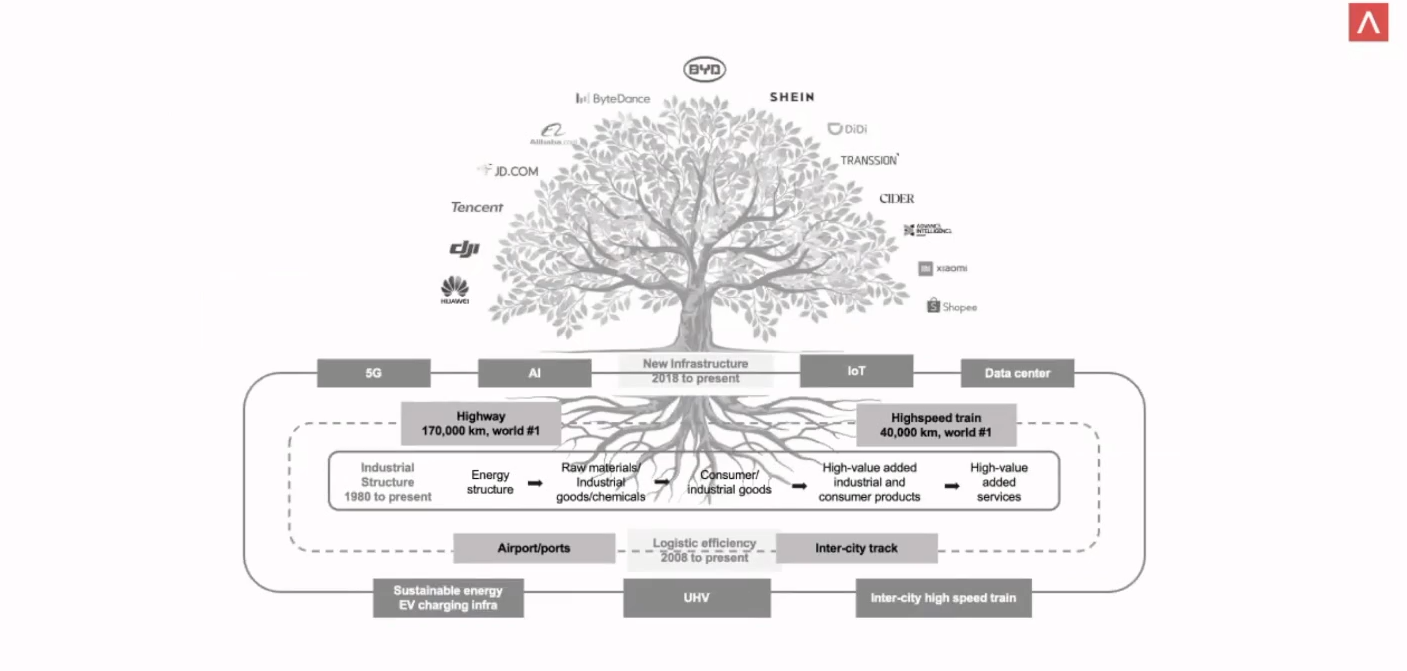 BYD
ByteDance
SHEIN
Alibaba.com
DiDi
JD.COM
TRANSSION
Tencent
CIDER
dji
ADVANCE
INTELLIGENCE
HUAWEI
mi xiaomi
S Shopee
5G
AI
New Infrastructure
2018 to present
IoT
Data center
Highway
170,000 km, world #1
Highspeed train
40,000 km, world #1
Industrial
Structure
1980 to present
Energy
structure
Raw materials/
Industrial
goods/chemicals
Consumer/
industrial goods
High-value added
industrial and
consumer products
High-value
added
services
Airport/ports
Logistic efficiency
2008 to present
Inter-city track
Sustainable energy
EV charging infra
UHV
Inter-city high speed train